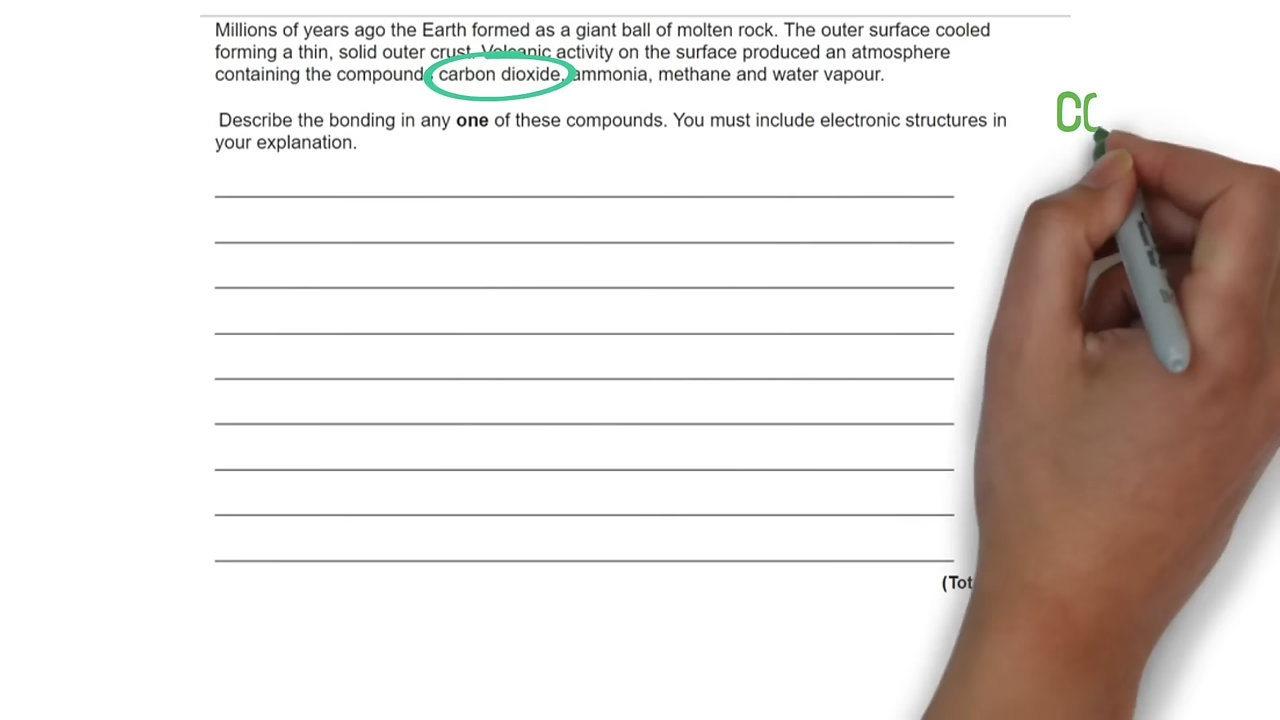 Millions of years ago the Earth formed as a giant ball of molten rock. The outer surface cooled
forming a thin, solid outer crust. Volcanic activity on the surface produced an atmosphere
containing the compounds carbon dioxide, ammonia, methane and water vapour.
CO
Describe the bonding in any one of these compounds. You must include electronic structures in
your explanation.
(Tot